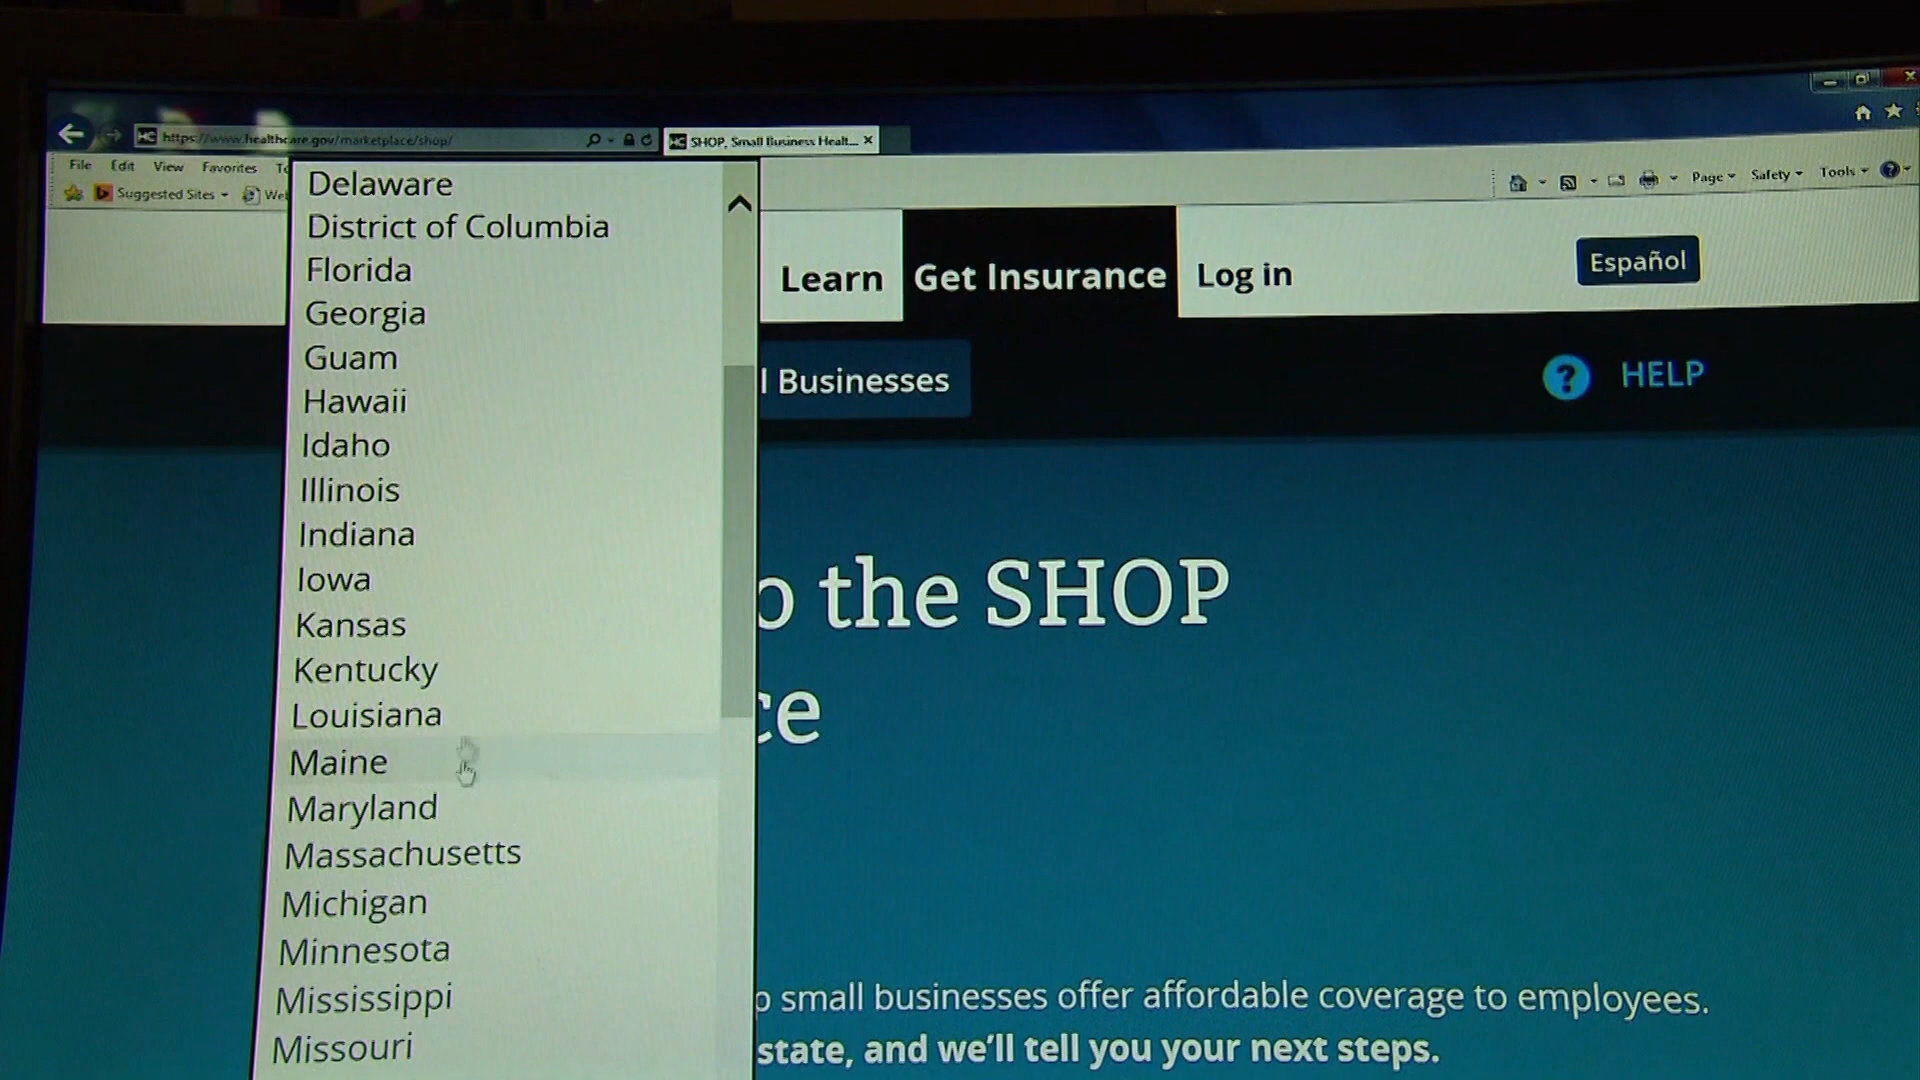 https://www.healthcare.gov/marketplace/shop/
SHOP, Small Business Healt...
File Edit View Favorites
Page Safety Tools
Suggested Sites
Delaware
District of Columbia
Florida
Georgia
Guam
Hawaii
Idaho
Illinois
Indiana
Iowa
Kansas
Kentucky
Louisiana
Maine
Maryland
Massachusetts
Michigan
Minnesota
Mississippi
Missouri
Learn Get Insurance Log in Español
Businesses
? HELP
the SHOP
small businesses offer affordable coverage to employees.
state, and we'll tell you your next steps.